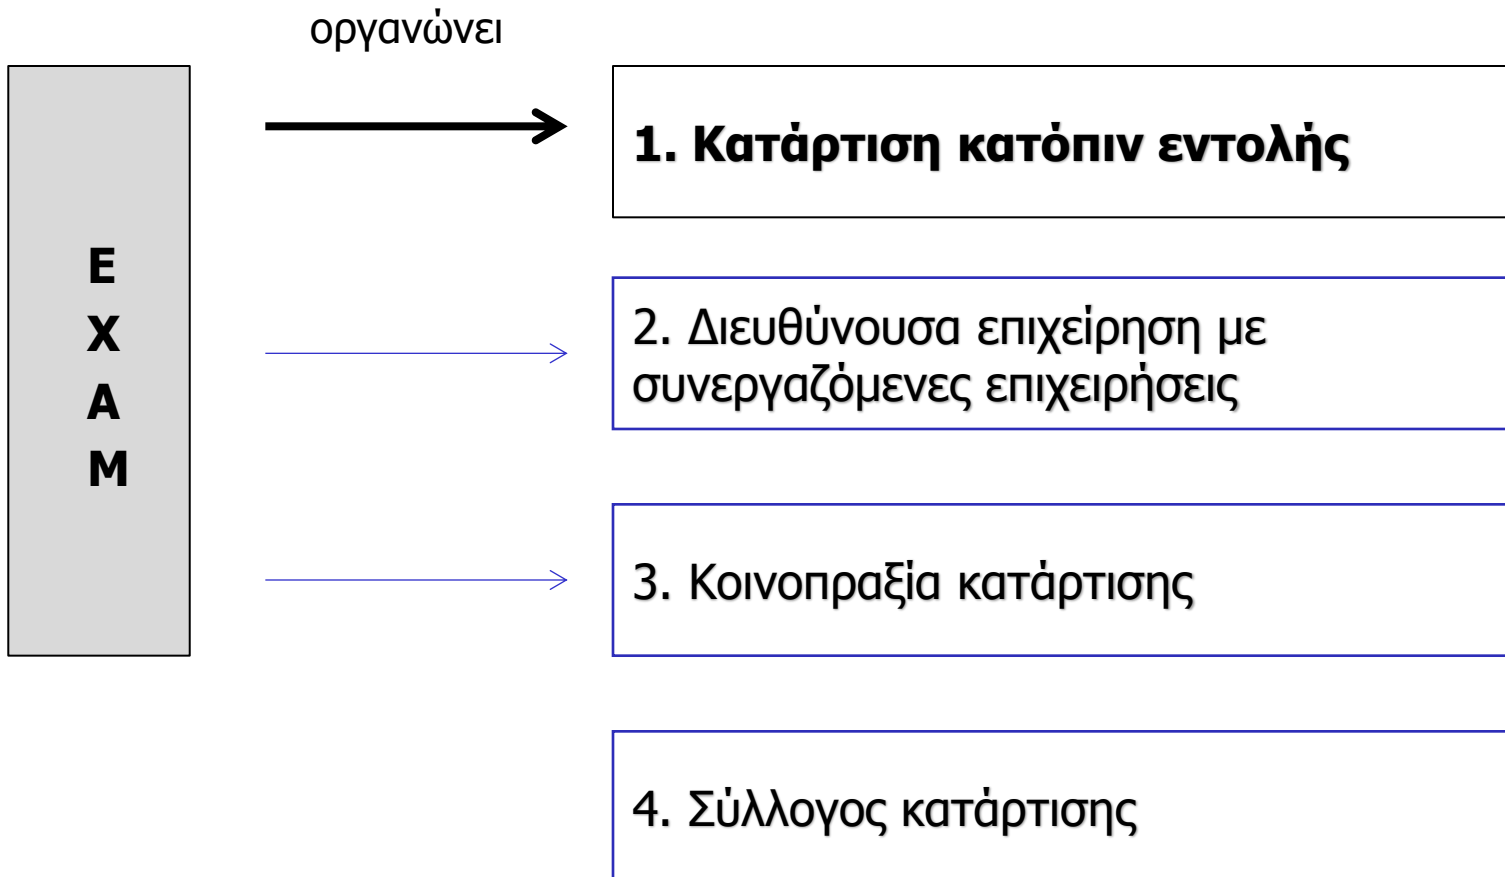 οργανώνει
E
X
A
M
1. Κατάρτιση κατόπιν εντολής
2. Διευθύνουσα επιχείρηση με
συνεργαζόμενες επιχειρήσεις
3. Κοινοπραξία κατάρτισης
4. Σύλλογος κατάρτισης